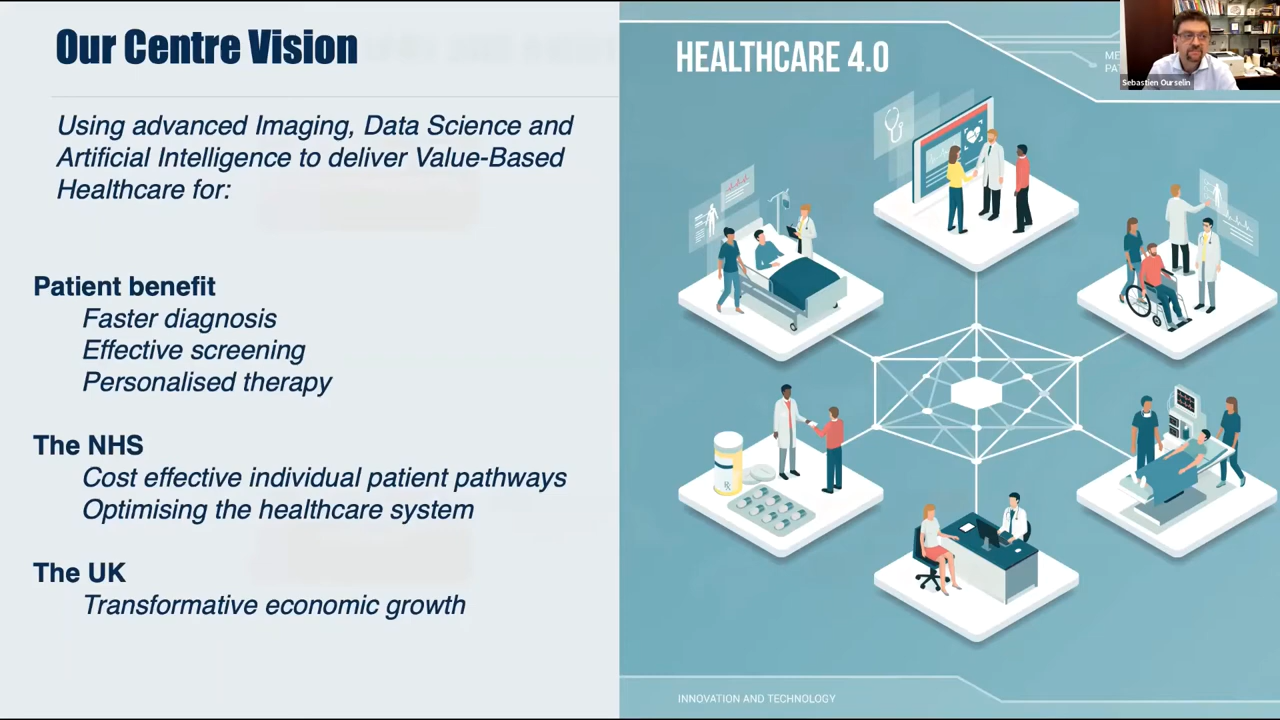 Our Centre Vision
Using advanced Imaging, Data Science and
Artificial Intelligence to deliver Value-Based
Healthcare for:
Patient benefit
Faster diagnosis
Effective screening
Personalised therapy
The NHS
Cost effective individual patient pathways
Optimising the healthcare system
The UK
Transformative economic growth
HEALTHCARE 4.0
Sebastien Ourselin
INNOVATION AND TECHNOLOGY